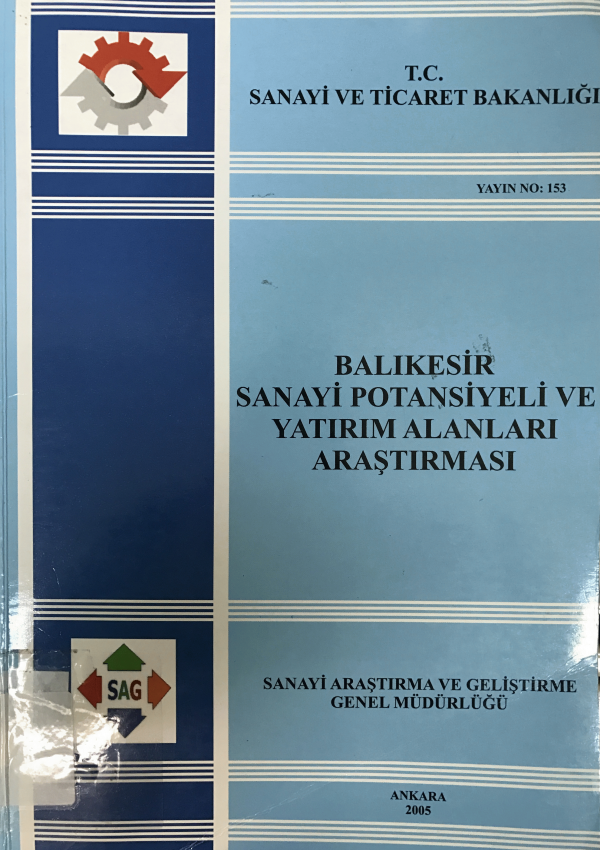 T.C.
SANAYİ VE TİCARET BAKANLIĞI
YAYIN NO: 153
BALIKESİR
SANAYİ POTANSİYELİ VE
YATIRIM ALANLARI
ARAŞTIRMASI
SAG
SANAYİ ARAŞTIRMA VE GELİŞTİRME
GENEL MÜDÜRLÜĞÜ
ANKARA
2005